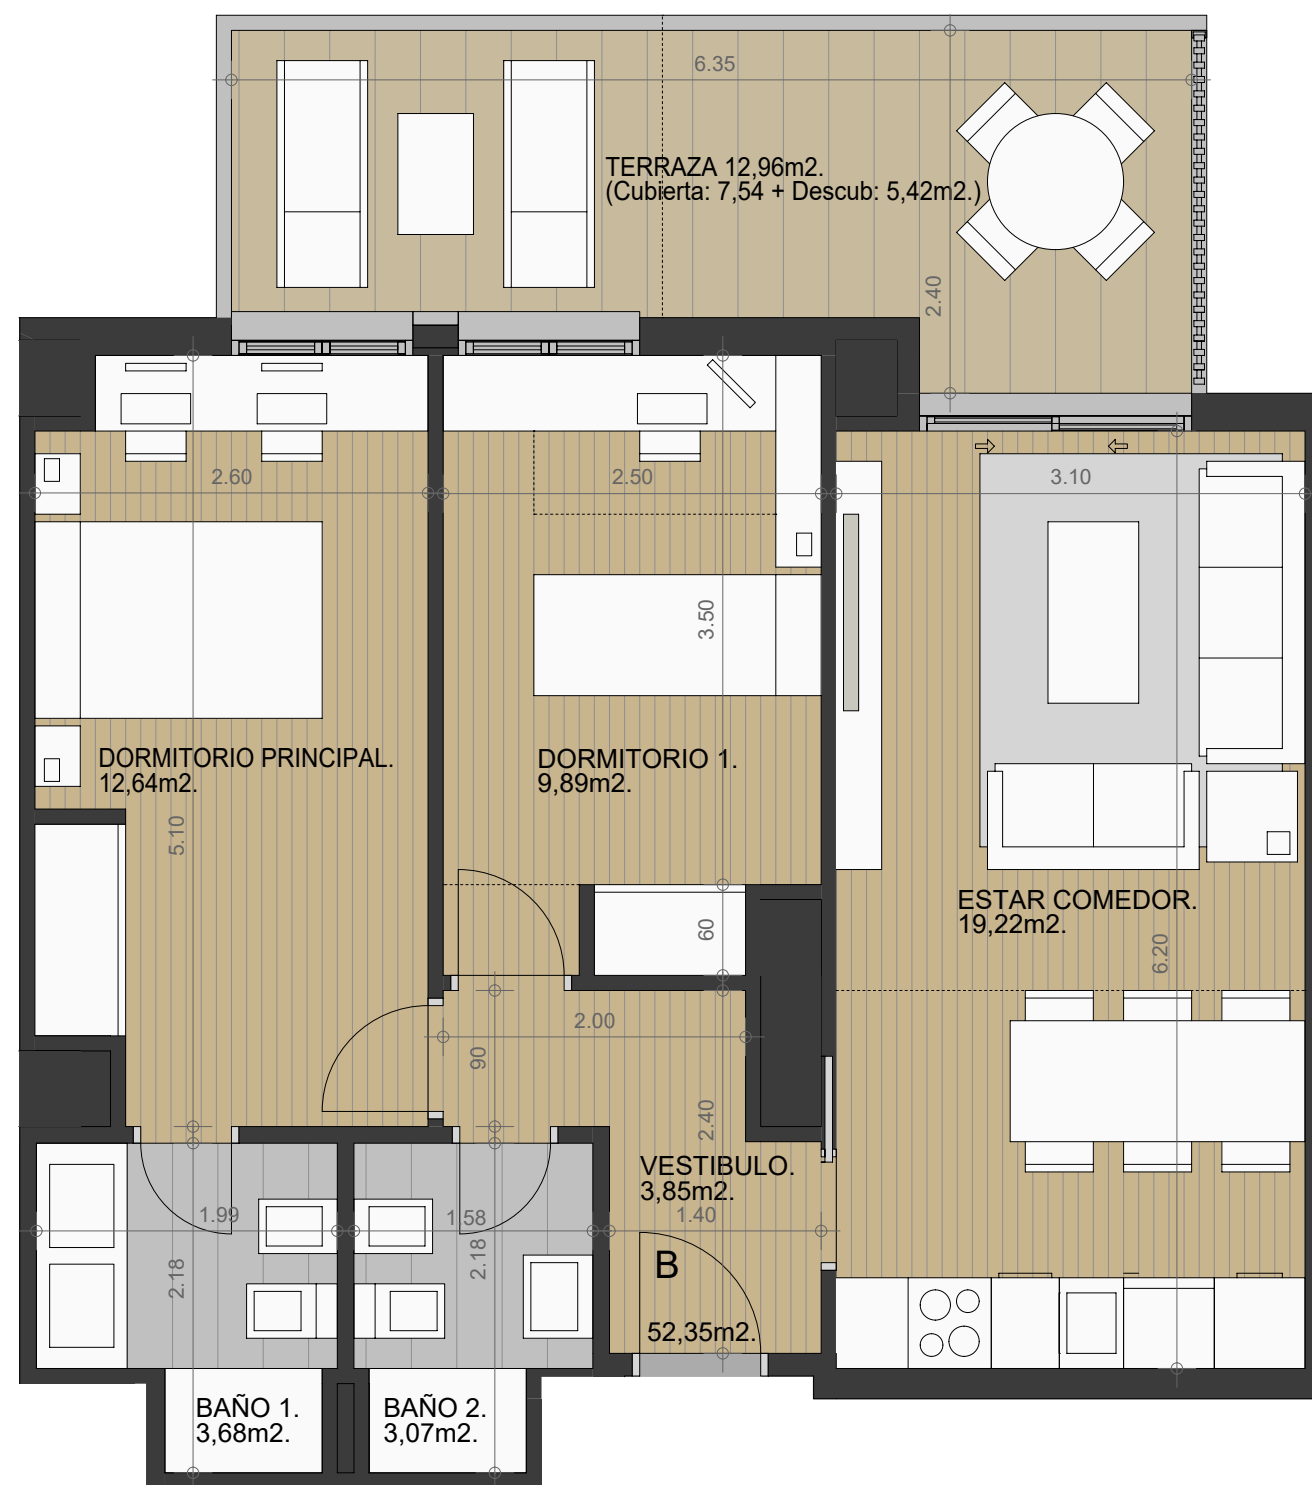 6.35
TERRAZA 12,96m2.
(Cubierta: 7,54 + Descub: 5,42m2.)
2.40
2.60
2.50
3.10
3.50
DORMITORIO PRINCIPAL.
12,64m2.
DORMITORIO 1.
9,89m2.
5.10
ESTAR COMEDOR.
19,22m2.
60
6.20
2.00
90
2.40
VESTIBULO.
3,85m2.
1.99
1.58
1.40
2.18
2.18
B
52,35m2.
BAÑO 1.
3,68m2.
BAÑO 2.
3,07m2.